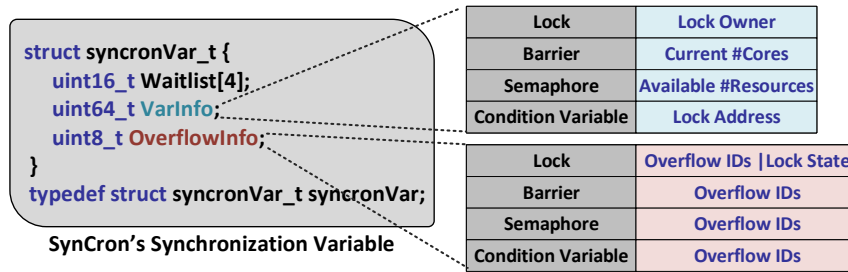 struct syncronVar_t {
uint16_t Waitlist[4];
uint64_t VarInfo;
uint8_t OverflowInfo;
}
typedef struct syncronVar_t syncronVar;
SynCron's Synchronization Variable
Lock Lock Owner
Barrier Current #Cores
Semaphore Available #Resources
Condition Variable Lock Address
Lock Overflow IDs |Lock State
Barrier Overflow IDs
Semaphore Overflow IDs
Condition Variable Overflow IDs